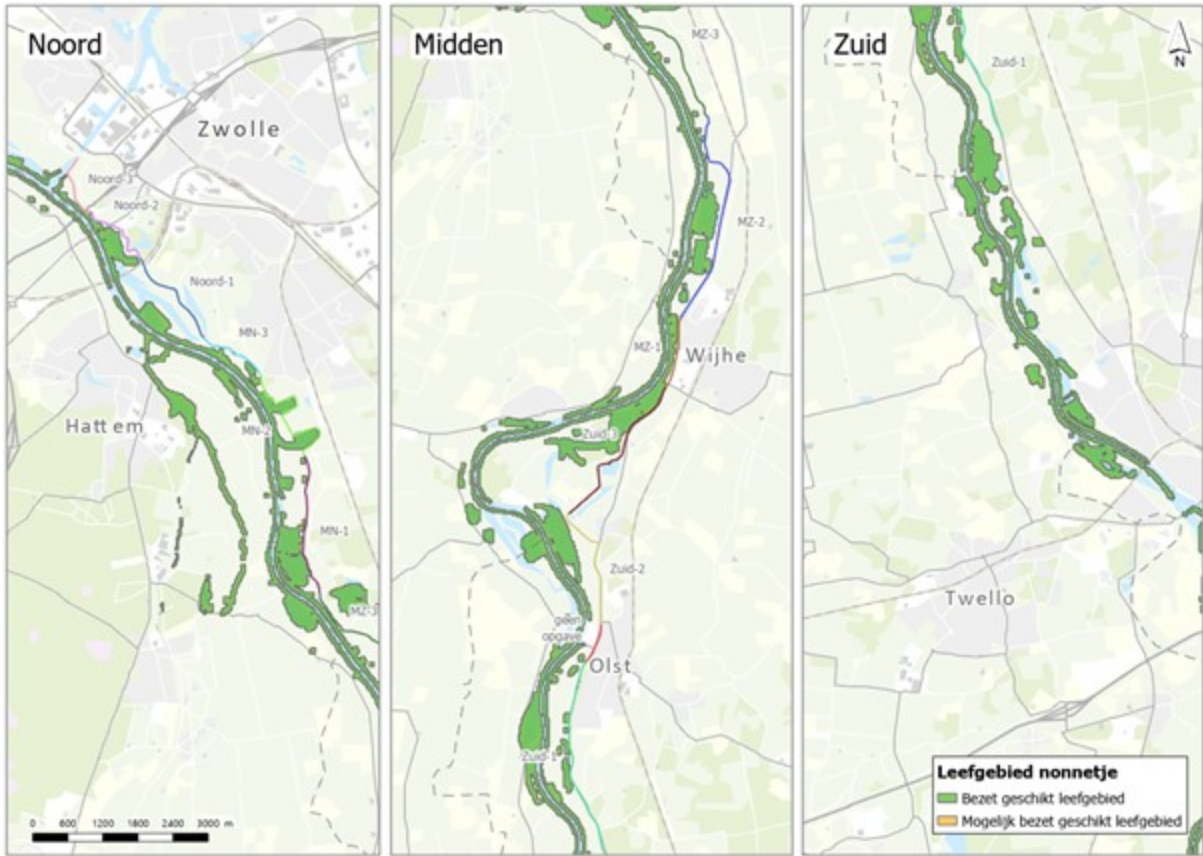 Noord
Zwolle
Noord-3
Noord-2
Noord-1
MN-3
Hattem
MN-2
MN-1
MZ-3
0 600 1200 1800 2400 3000 m
Midden
MZ-3
MZ-2
MZ-1
Wijhe
Zuid-3
Zuid-2
geen
opgave
Olst
Zuid-1
Zuid
N
Zuid-1
Twello
Leefgebied nonnetje
Bezet geschikt leefgebied
Mogelijk bezet geschikt leefgebied